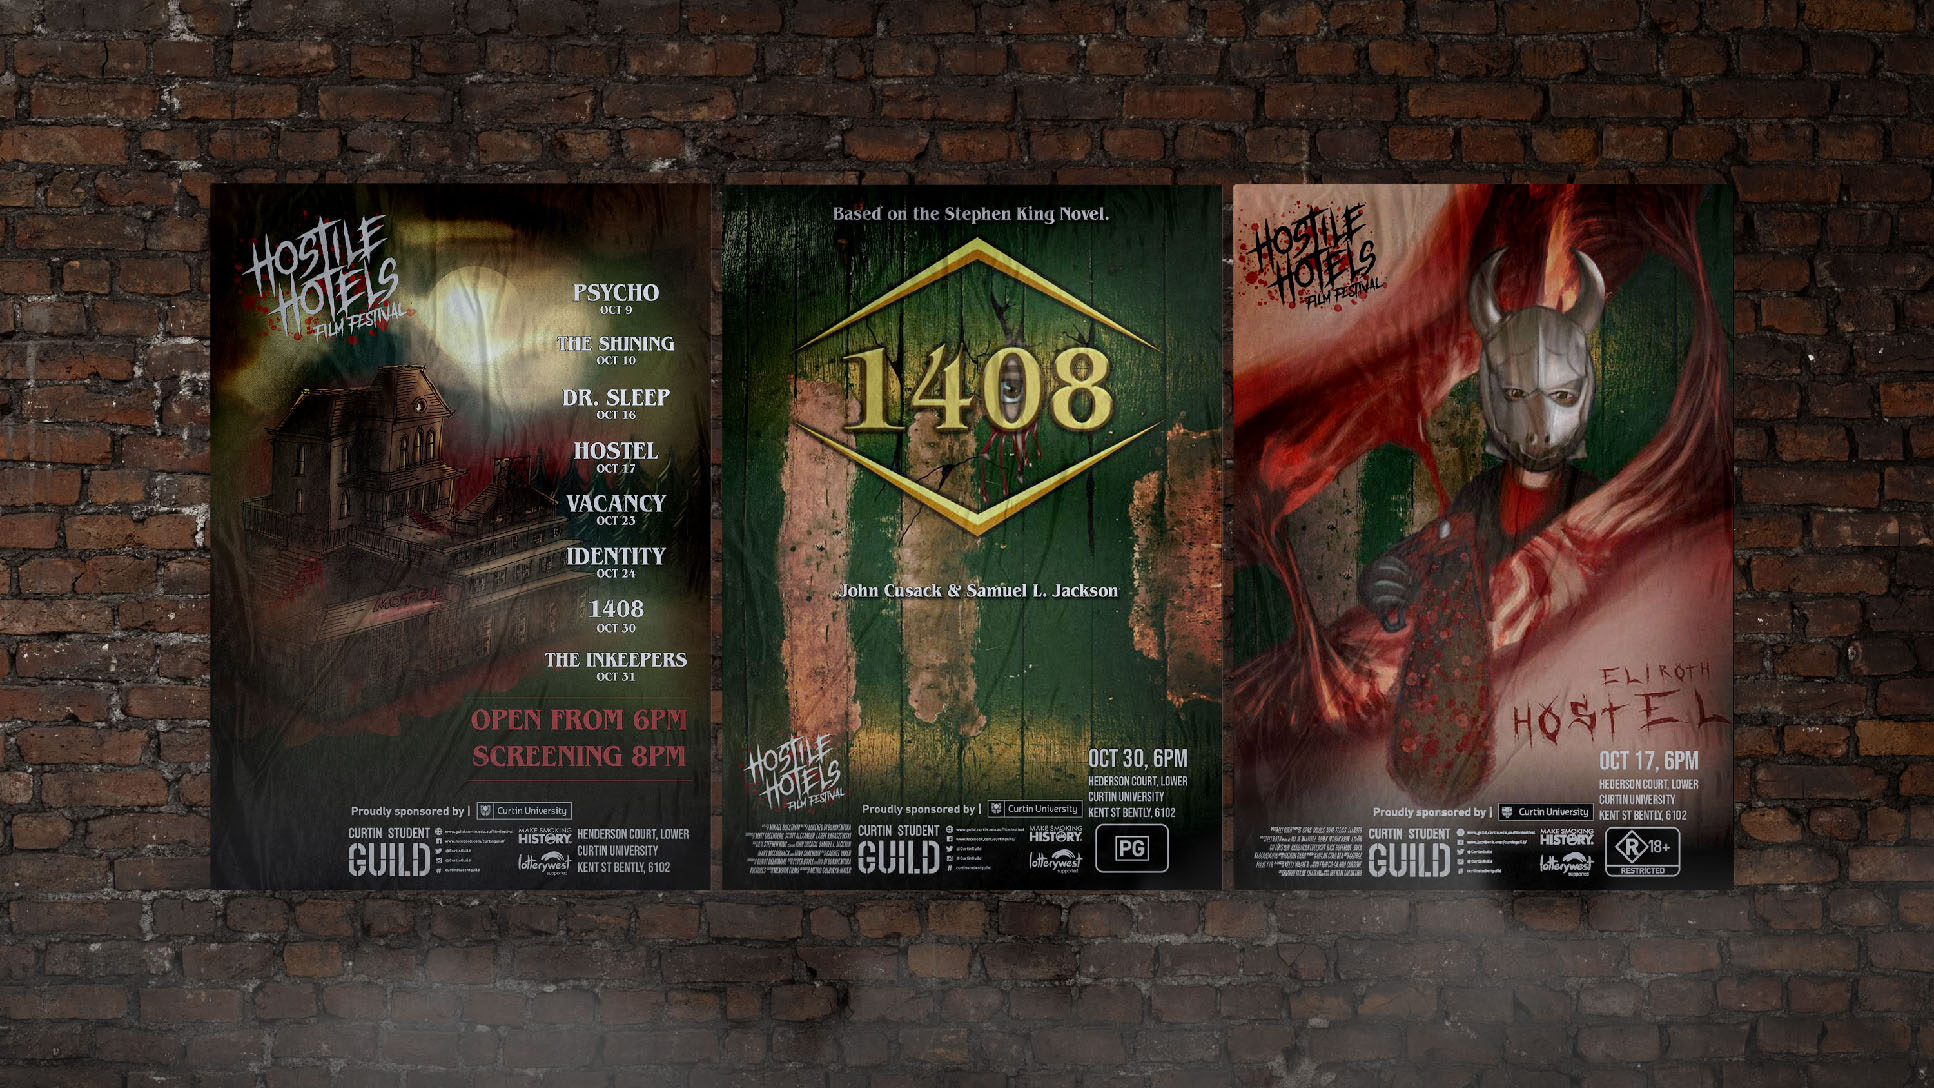 HOSTILE
HOTELS
FILM FESTIVAL
PSYCHO
OCT 9
THE SHINING
OCT 10
DR. SLEEP
OCT 16
HOSTEL
OCT 17
VACANCY
OCT 23
IDENTITY
OCT 24
1408
OCT 30
THE INKEEPERS
OCT 31
OPEN FROM 6PM
SCREENING 8PM
Proudly sponsored by | Curtin University
CURTIN STUDENT
GUILD
MAKE SMOKING
HISTORY.
lotterywest
supported
HENDERSON COURT, LOWER
CURTIN UNIVERSITY
KENT ST BENTLY, 6102
Based on the Stephen King Novel.
1408
John Cusack & Samuel L. Jackson
HOSTILE
HOTELS
FILM FESTIVAL
OCT 30, 6PM
HEDERSON COURT, LOWER
CURTIN UNIVERSITY
KENT ST BENTLY, 6102
Proudly sponsored by | Curtin University
CURTIN STUDENT
GUILD
MAKE SMOKING
HISTORY.
lotterywest
supported
PG
HOSTILE
HOTELS
FILM FESTIVAL
ELI ROTH
HOSTEL
OCT 17, 6PM
HEDERSON COURT, LOWER
CURTIN UNIVERSITY
KENT ST BENTLY, 6102
Proudly sponsored by | Curtin University
CURTIN STUDENT
GUILD
MAKE SMOKING
HISTORY.
lotterywest
supported
R 18+
RESTRICTED